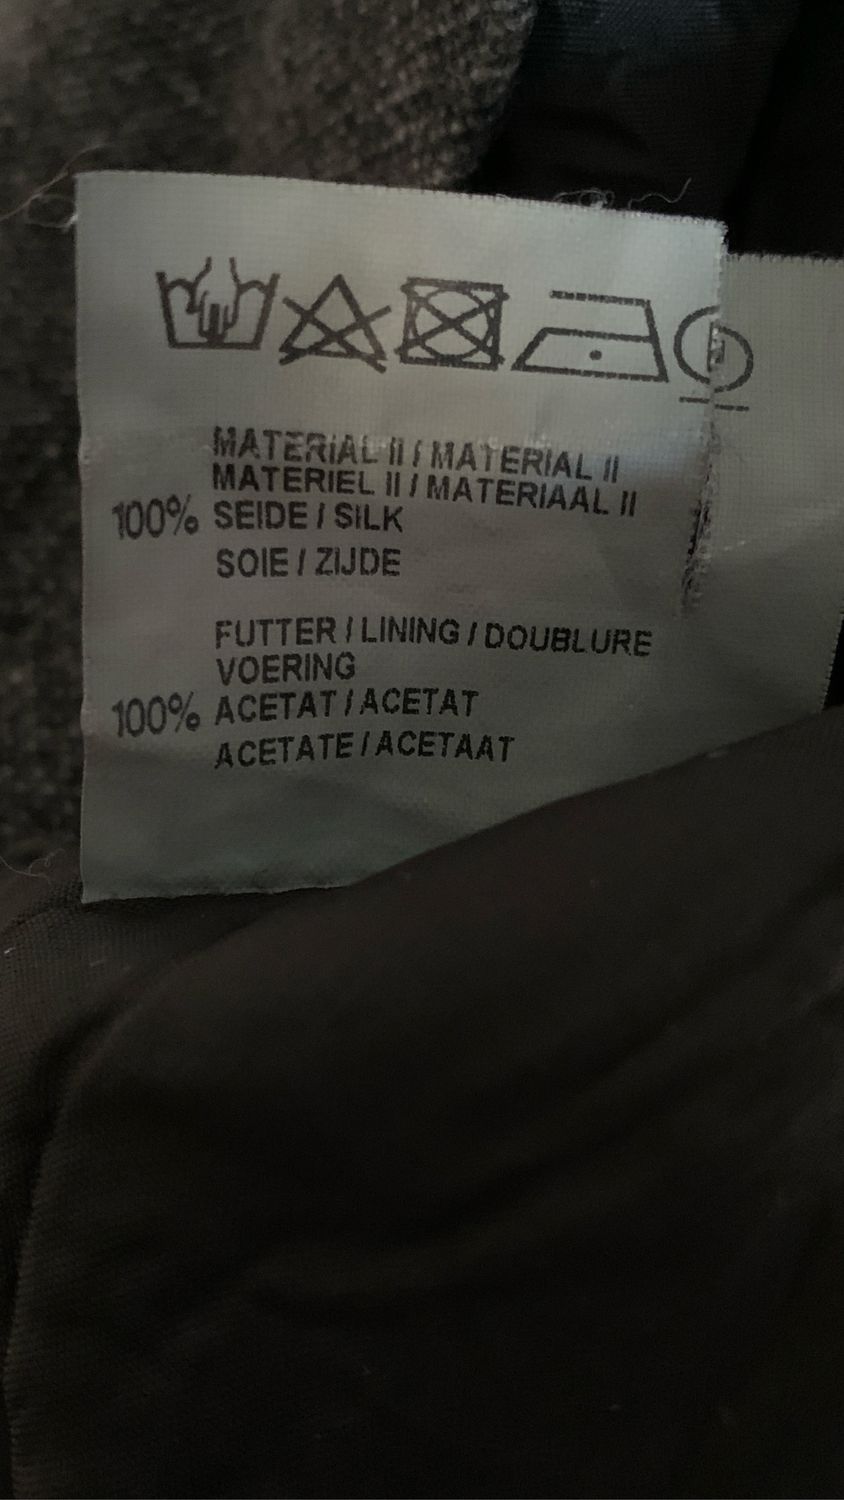 MATERIAL II / MATERIAL II
MATERIEL II / MATERIAAL II
100% SEIDE / SILK
SOIE / ZIJDE
FUTTER / LINING / DOUBLURE
VOERING
100% ACETAT / ACETAT
ACETATE / ACETAAT